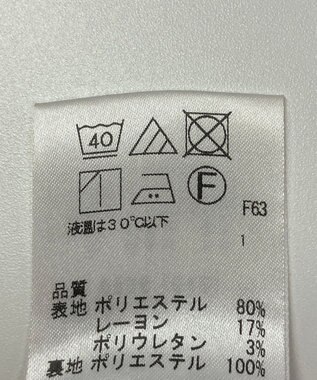 40
F
F63
液温は30℃以下
1
品質
表地 ポリエステル 80%
レーヨン 17%
ポリウレタン 3%
裏地 ポリエステル 100%